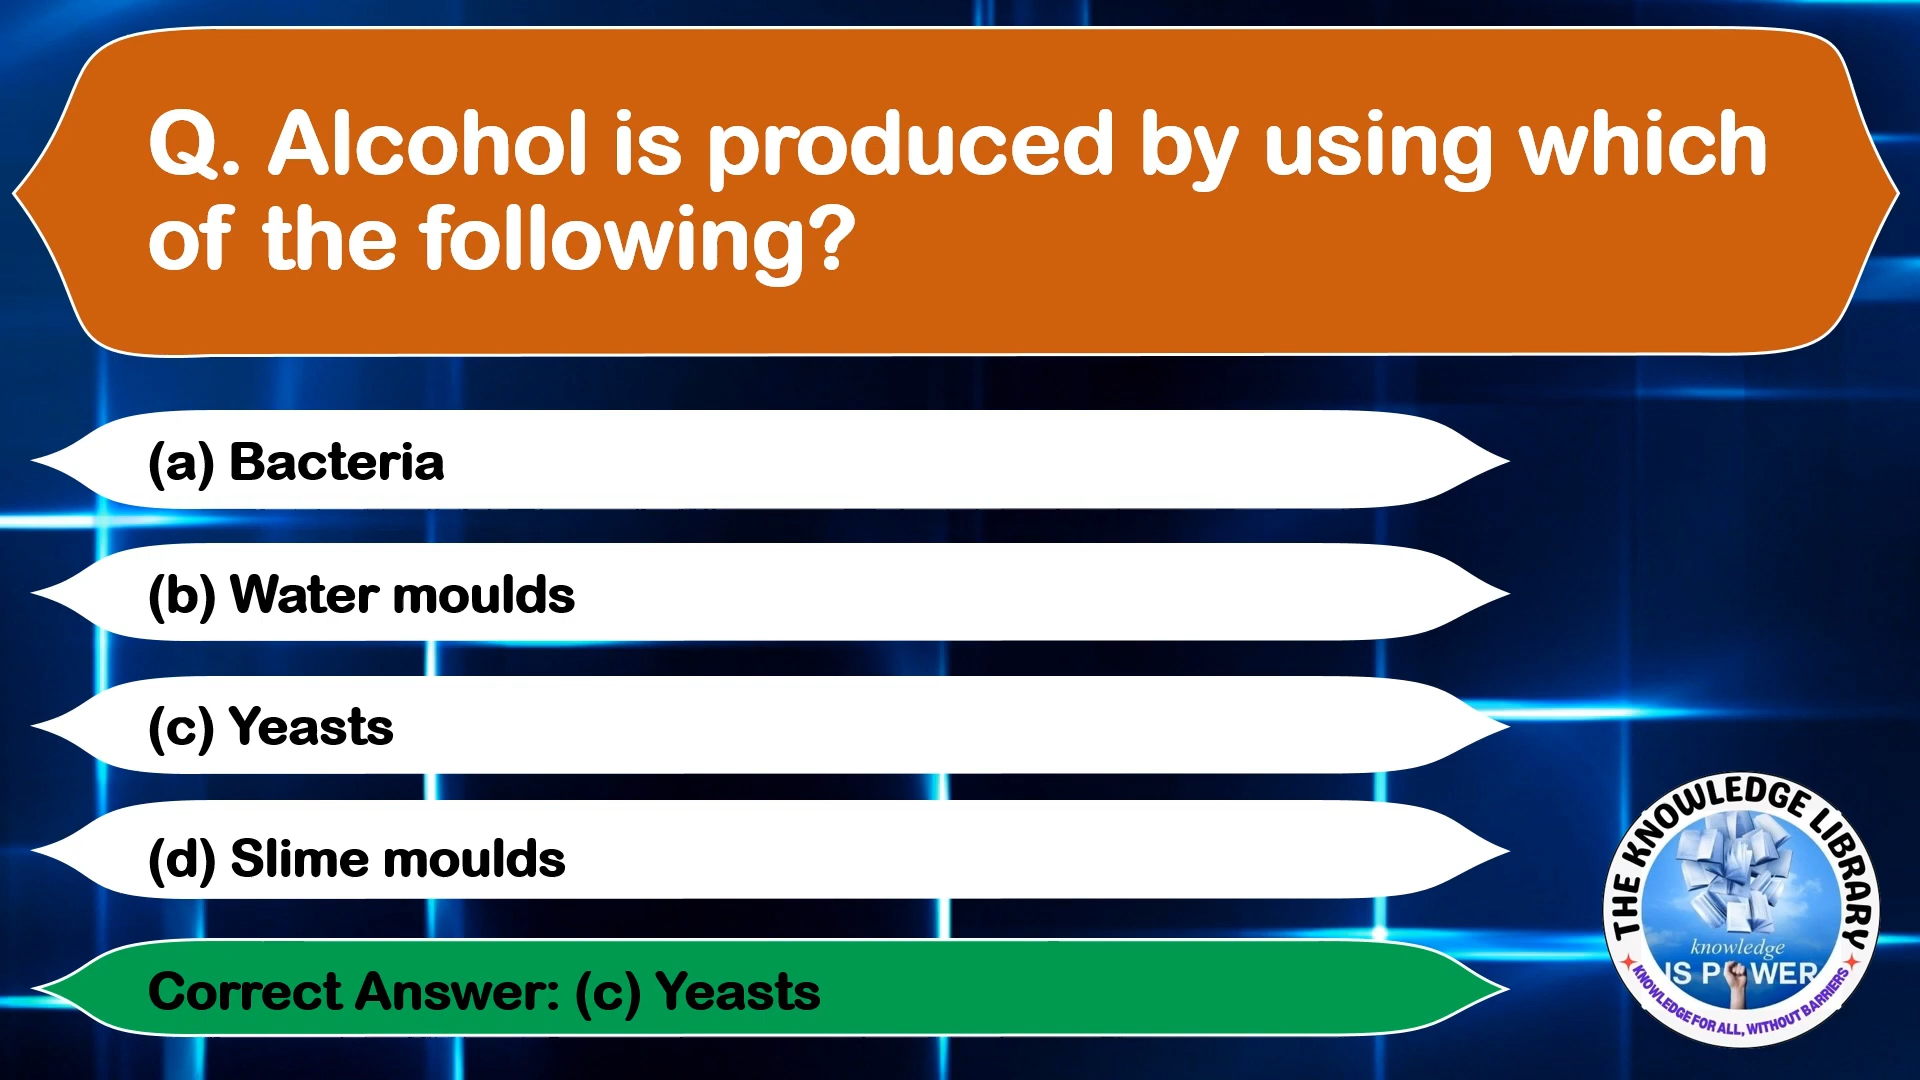 Q. Alcohol is produced by using which
of the following?
(a) Bacteria
(b) Water moulds
(c) Yeasts
(d) Slime moulds
Correct Answer: (c) Yeasts
THE KNOWLEDGE LIBRARY
knowledge
IS POWER
KNOWLEDGE FOR ALL, WITHOUT BARRIERS